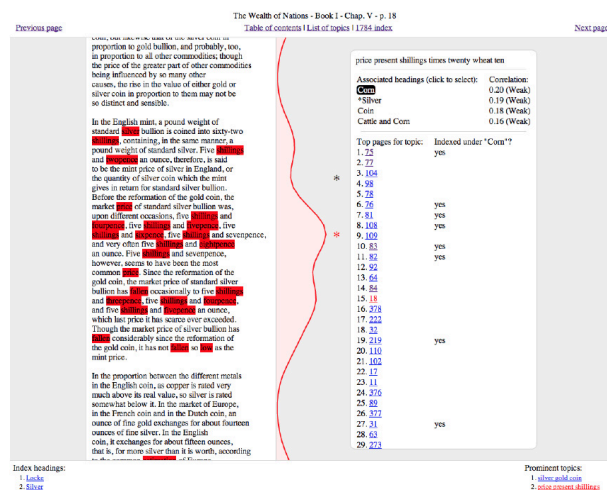 The Wealth of Nations - Book I - Chap. V - p. 18
Previous page
Table of contents | List of topics | 1784 index
Next page
coin, but likewise that of the silver coin in
proportion to gold bullion, and probably, too,
in proportion to all other commodities; though
the price of the greater part of other commodities
being influenced by so many other
causes, the rise in the value of either gold or
silver coin in proportion to them may not be
so distinct and sensible.
In the English mint, a pound weight of
standard silver bullion is coined into sixty-two
shillings, containing, in the same manner, a
pound weight of standard silver. Five shillings
and twopence an ounce, therefore, is said
to be the mint price of silver in England, or
the quantity of silver coin which the mint
gives in return for standard silver bullion.
Before the reformation of the gold coin, the
market price of standard silver bullion was,
upon different occasions, five shillings and
fourpence, five shillings and fivepence, five
shillings and sixpence, five shillings and sevenpence,
and very often five shillings and eightpence
an ounce. Five shillings and sevenpence,
however, seems to have been the most
common price. Since the reformation of the
gold coin, the market price of standard silver
bullion has fallen occasionally to five shillings
and threepence, five shillings and fourpence,
and five shillings and fivepence an ounce,
which last price it has scarce ever exceeded.
Though the market price of silver bullion has
fallen considerably since the reformation of
the gold coin, it has not fallen so low as the
mint price.
In the proportion between the different metals
in the English coin, as copper is rated very
much above its real value, so silver is rated
somewhat below it. In the market of Europe,
in the French coin and in the Dutch coin, an
ounce of fine gold exchanges for about fourteen
ounces of fine silver. In the English
coin, it exchanges for about fifteen ounces,
that is, for more silver than it is worth, according
*
*
price present shillings times twenty wheat ten
Associated headings (click to select): Correlation:
Corn 0.20 (Weak)
*Silver 0.19 (Weak)
Coin 0.18 (Weak)
Cattle and Corn 0.16 (Weak)
Top pages for topic: Indexed under "Corn"?
1. 75 yes
2. 77
3. 104
4. 98
5. 78
6. 76 yes
7. 81 yes
8. 108 yes
9. 109
10. 83 yes
11. 82 yes
12. 92
13. 64
14. 84
15. 18
16. 378
17. 222
18. 32
19. 219 yes
20. 110
21. 102
22. 17
23. 11
24. 376
25. 89
26. 377
27. 31 yes
28. 63
29. 273
Index headings:
1. Locke
2. Silver
Prominent topics:
1. silver gold coin
2. price present shillings